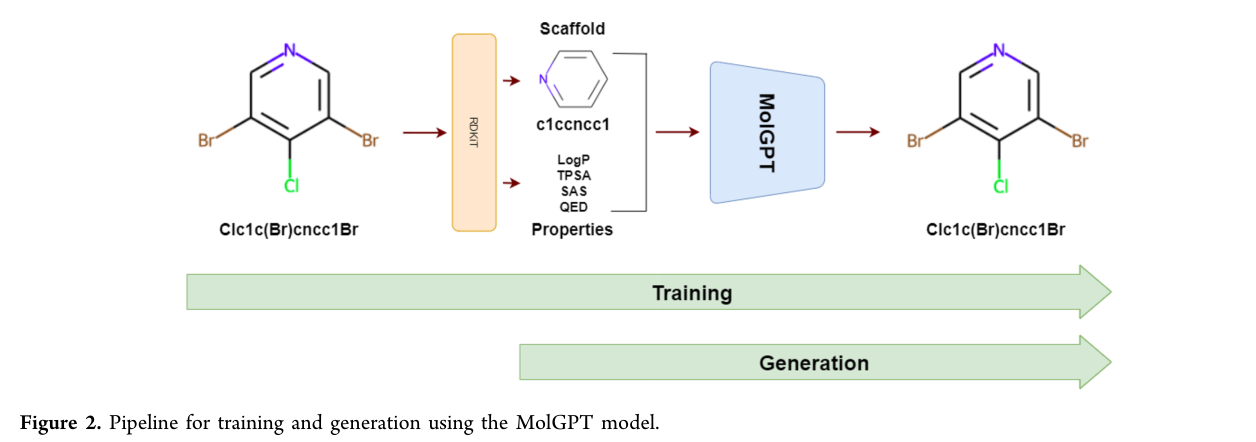 N
Br
Br
Cl
Clc1c(Br)cncc1Br
RDKIT
Scaffold
N
c1ccncc1
LogP
TPSA
SAS
QED
Properties
MolGPT
N
Br
Br
Cl
Clc1c(Br)cncc1Br
Training
Generation
Figure 2. Pipeline for training and generation using the MolGPT model.